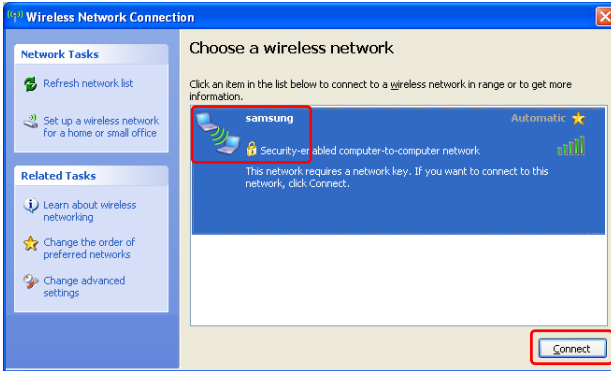 Wireless Network Connection
Network Tasks
Refresh network list
Set up a wireless network
for a home or small office
Related Tasks
Learn about wireless
networking
Change the order of
preferred networks
Change advanced
settings
Choose a wireless network
Click an item in the list below to connect to a wireless network in range or to get more
information.
samsung Automatic
Security-enabled computer-to-computer network
This network requires a network key. If you want to connect to this
network, click Connect.
Connect